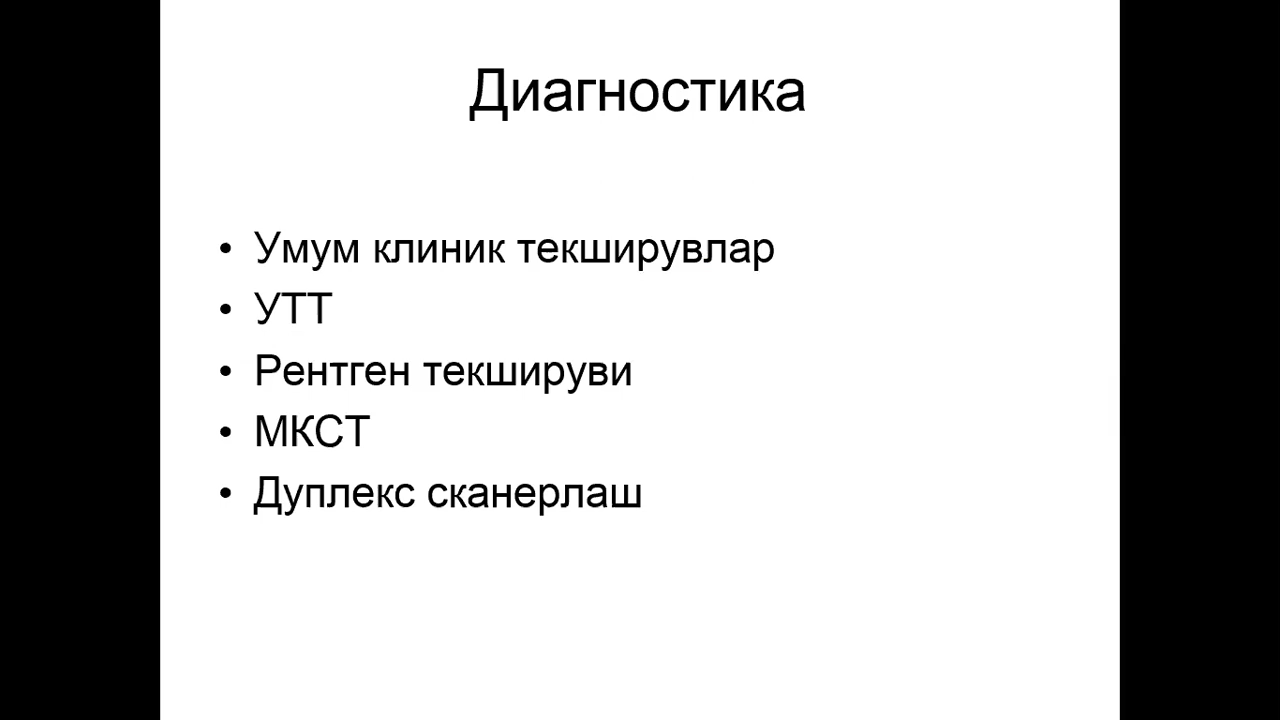 Диагностика
• Умум клиник текширувлар
• УТТ
• Рентген текшируви
• МКСТ
• Дуплекс сканерлаш